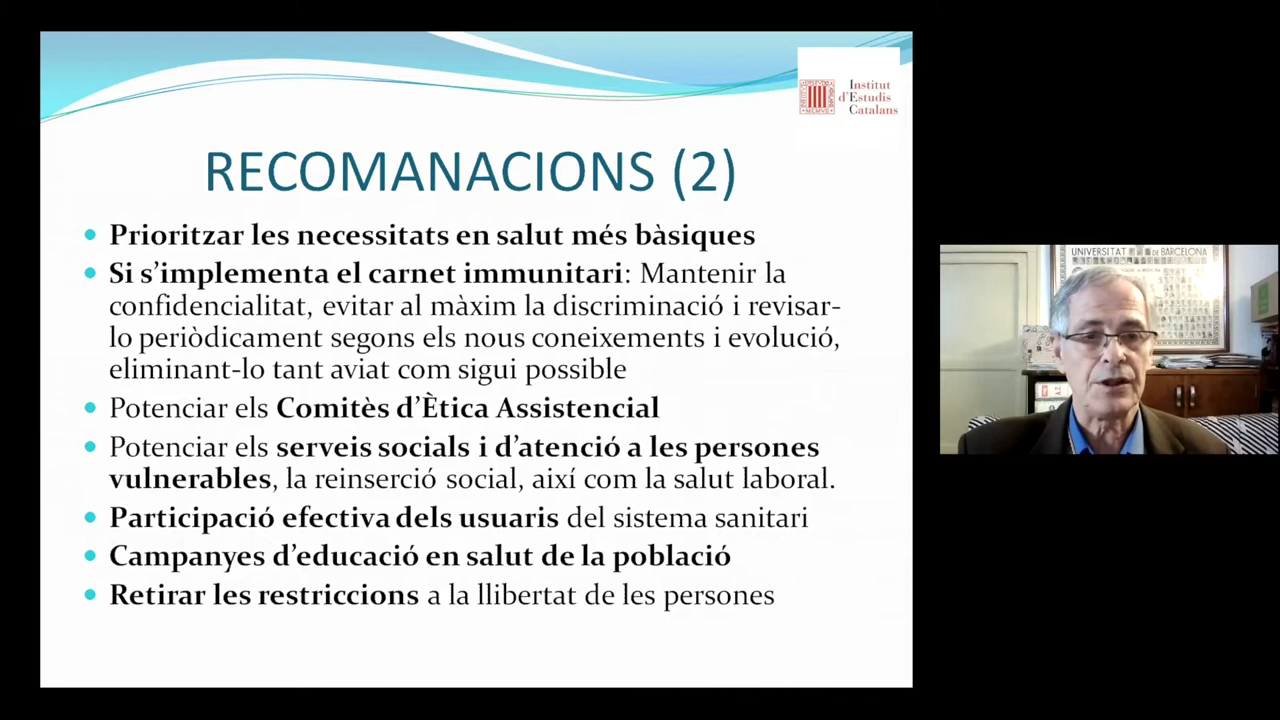 Institut
d'Estudis
Catalans
RECOMANACIONS (2)
• Prioritzar les necessitats en salut més bàsiques
• Si s’implementa el carnet immunitari: Mantenir la
confidencialitat, evitar al màxim la discriminació i revisar-
lo periòdicament segons els nous coneixements i evolució,
eliminant-lo tant aviat com sigui possible
• Potenciar els Comitès d’Ètica Assistencial
• Potenciar els serveis socials i d’atenció a les persones
vulnerables, la reinserció social, així com la salut laboral.
• Participació efectiva dels usuaris del sistema sanitari
• Campanyes d’educació en salut de la població
• Retirar les restriccions a la llibertat de les persones
UNIVERSITAT DE BARCELONA